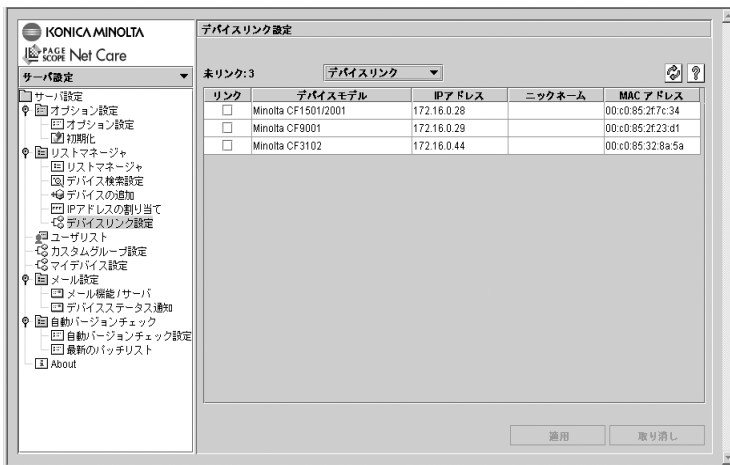 KONICA MINOLTA
PAGE SCOPE Net Care
サーバ設定
サーバ設定
オプション設定
オプション設定
初期化
リストマネージャ
リストマネージャ
デバイス検索設定
デバイスの追加
IPアドレスの割り当て
デバイスリンク設定
ユーザリスト
カスタムグループ設定
マイデバイス設定
メール設定
メール機能/サーバ
デバイスステータス通知
自動バージョンチェック
自動バージョンチェック設定
最新のパッチリスト
About
デバイスリンク設定
未リンク:3 デバイスリンク ?
リンク デバイスモデル IPアドレス ニックネーム MAC アドレス
Minolta CF1501/2001 172.16.0.28 00:c0:85:2f:7c:34
Minolta CF9001 172.16.0.29 00:c0:85:2f:23:d1
Minolta CF3102 172.16.0.44 00:c0:85:32:8a:5a
適用 取り消し